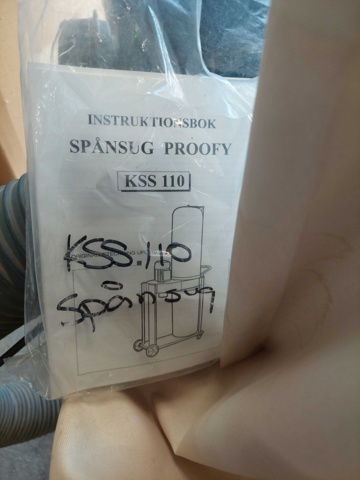 INSTRUKTIONSBOK
SPÅNSUG PROOFY
KSS 110
KSS.110
Spånsug